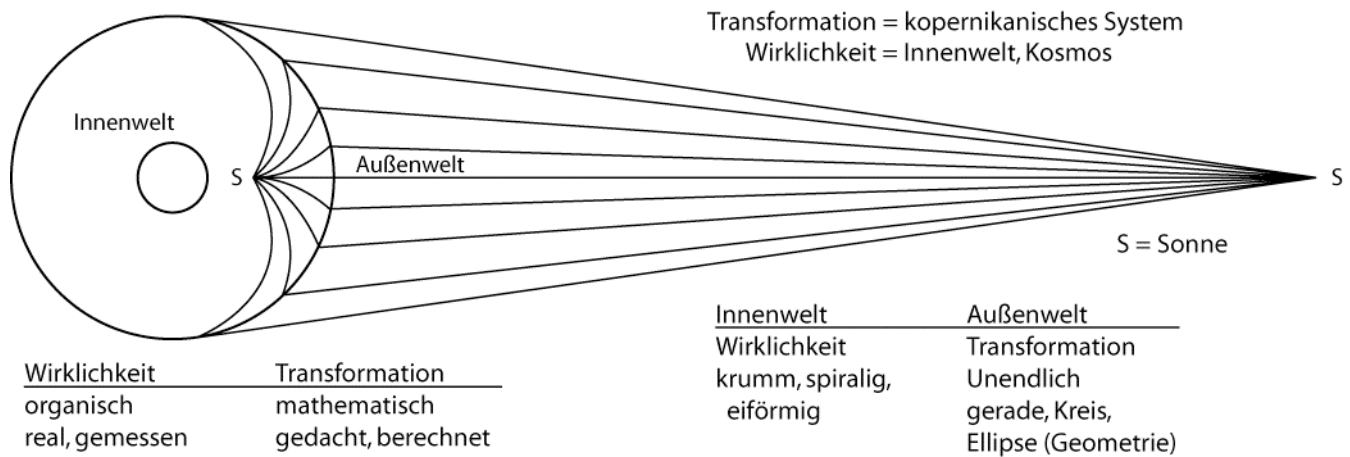 Transformation = kopernikanisches System
Wirklichkeit = Innenwelt, Kosmos
Innenwelt
S
Außenwelt
S
S = Sonne
Innenwelt Außenwelt
Wirklichkeit Transformation
krumm, spiralig, Unendlich
eiförmig gerade, Kreis,
Ellipse (Geometrie)
Wirklichkeit Transformation
organisch mathematisch
real, gemessen gedacht, berechnet